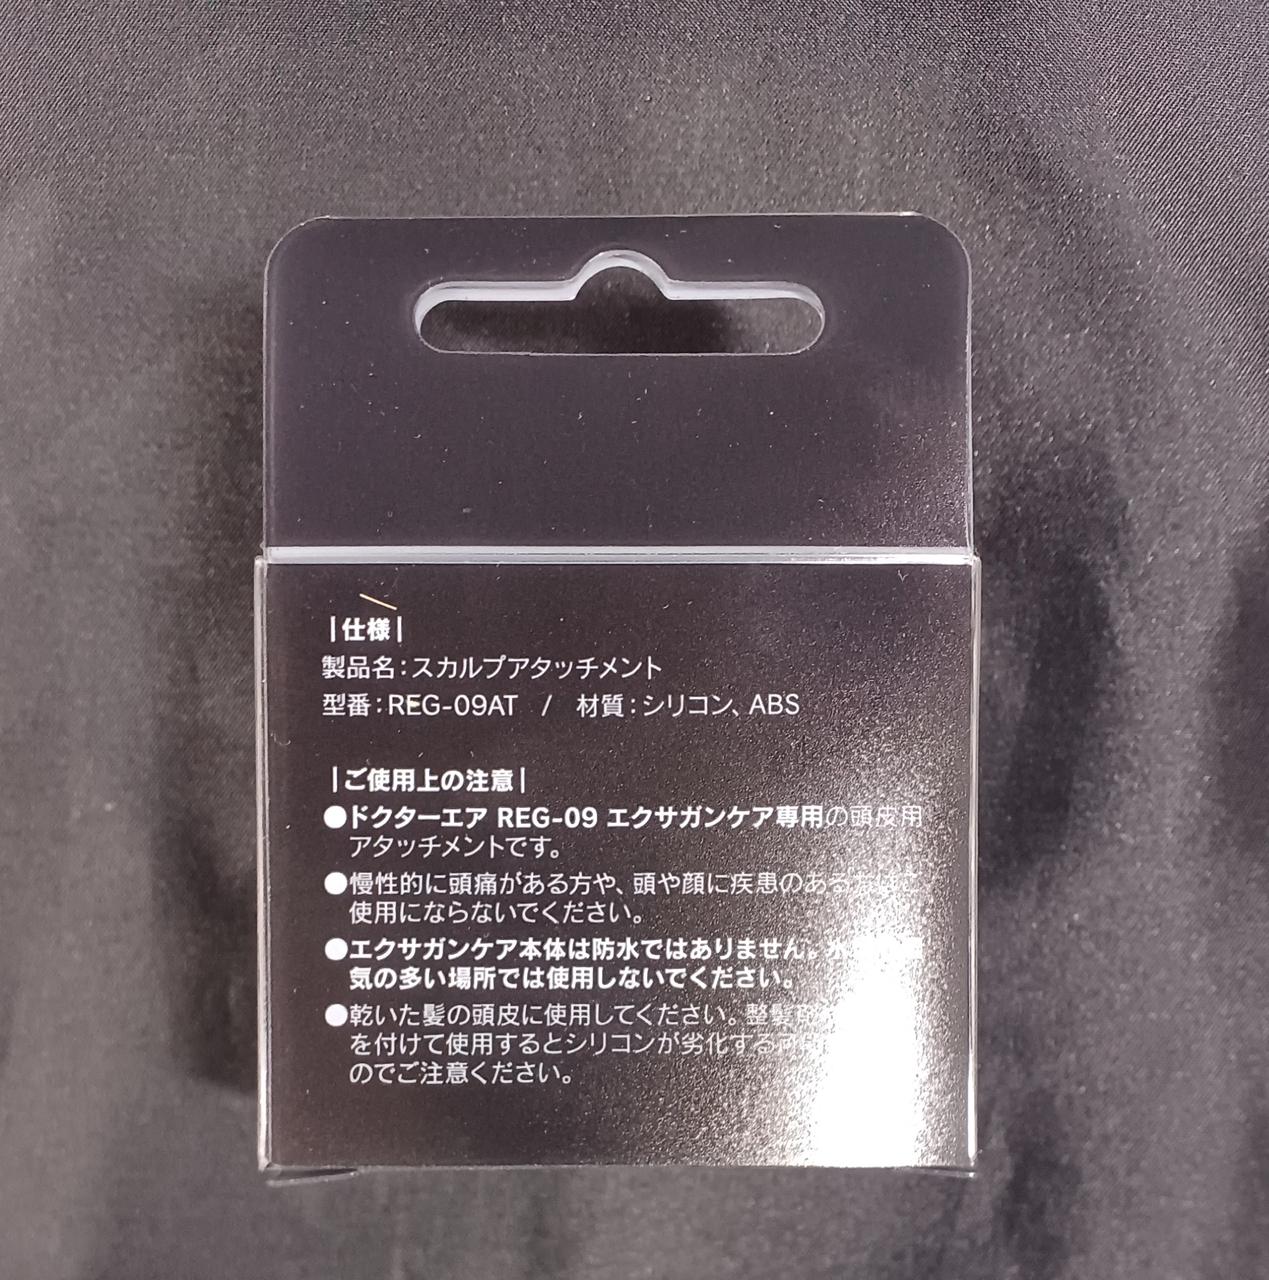 |仕様|
製品名：スカルプアタッチメント
型番：REG-09AT / 材質：シリコン、ABS
|ご使用上の注意|
●ドクターエア REG-09 エクサガンケア専用の頭皮用
アタッチメントです。
●慢性的に頭痛がある方や、頭や顔に疾患のある方はご
使用にならないでください。
●エクサガンケア本体は防水ではありません。
気の多い場所では使用しないでください。
●乾いた髪の頭皮に使用してください。整髪
を付けて使用するとシリコンが劣化する
のでご注意ください。